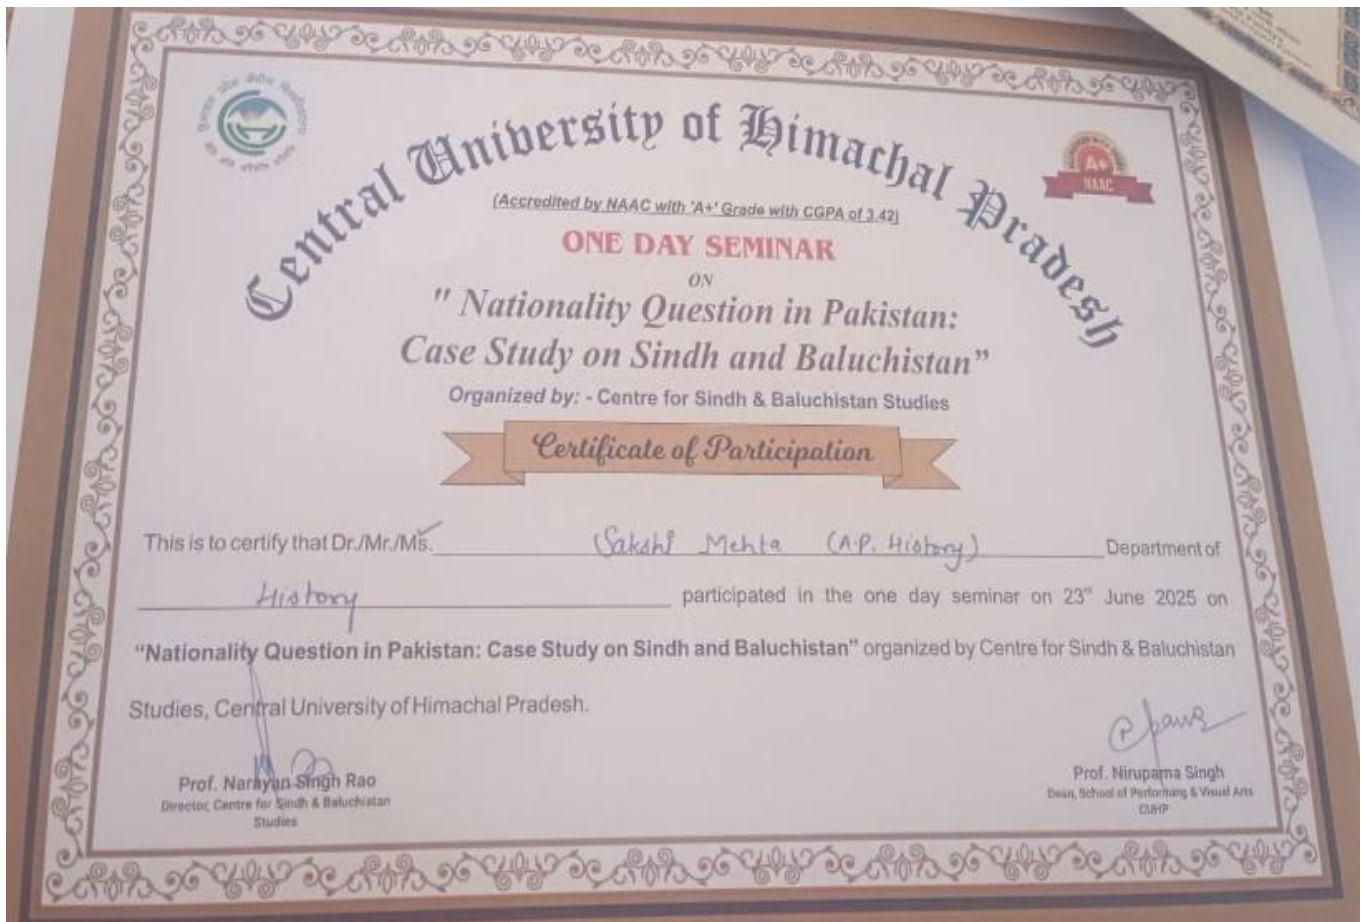 Central University of Himachal Pradesh
A+
NAAC
(Accredited by NAAC with 'A+' Grade with CGPA of 3.42)
ONE DAY SEMINAR
ON
" Nationality Question in Pakistan:
Case Study on Sindh and Baluchistan”
Organized by: - Centre for Sindh & Baluchistan Studies
Certificate of Participation
This is to certify that Dr./Mr./Ms. Sakshi Mehta (A.P. History) Department of
History participated in the one day seminar on 23rd June 2025 on
“Nationality Question in Pakistan: Case Study on Sindh and Baluchistan” organized by Centre for Sindh & Baluchistan
Studies, Central University of Himachal Pradesh.
Prof. Narayan Singh Rao
Director, Centre for Sindh & Baluchistan
Studies
Prof. Nirupama Singh
Dean, School of Performing & Visual Arts
CUHP